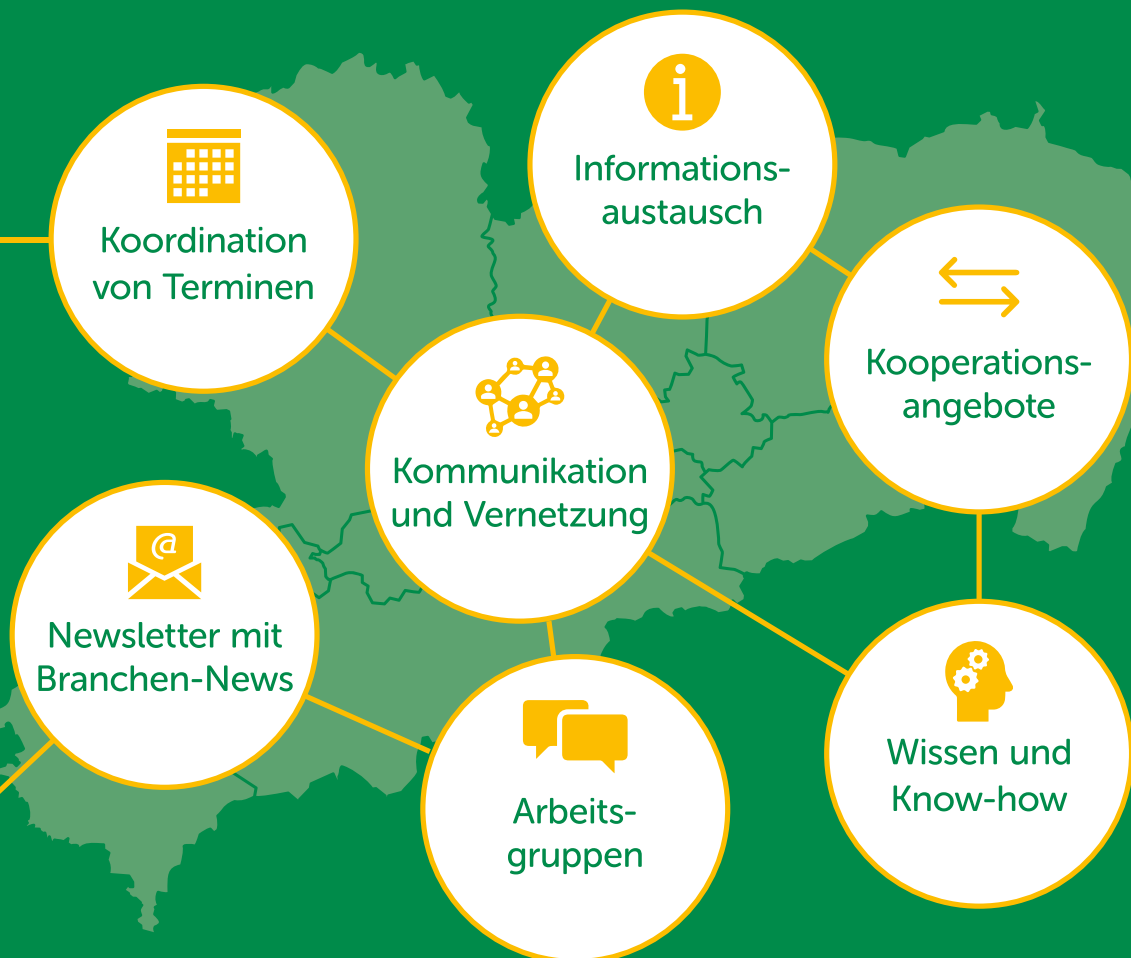 Koordination
von Terminen
Informations-
austausch
Kooperations-
angebote
Kommunikation
und Vernetzung
@
Newsletter mit
Branchen-News
Arbeits-
gruppen
Wissen und
Know-how